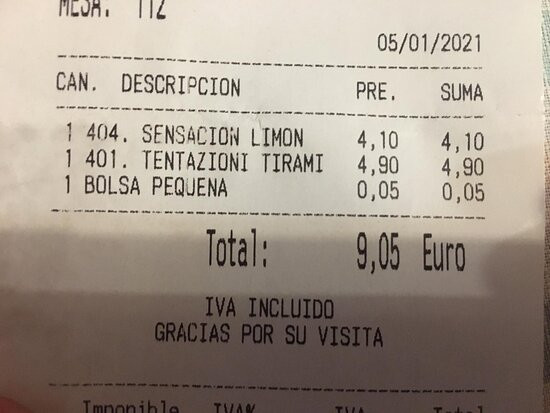 MESA. 112
05/01/2021
CAN. DESCRIPCION PRE. SUMA
1 404. SENSACION LIMON 4,10 4,10
1 401. TENTAZIONI TIRAMI 4,90 4,90
1 BOLSA PEQUENA 0,05 0,05
Total: 9,05 Euro
IVA INCLUIDO
GRACIAS POR SU VISITA
Imponible IVA% IVA Total